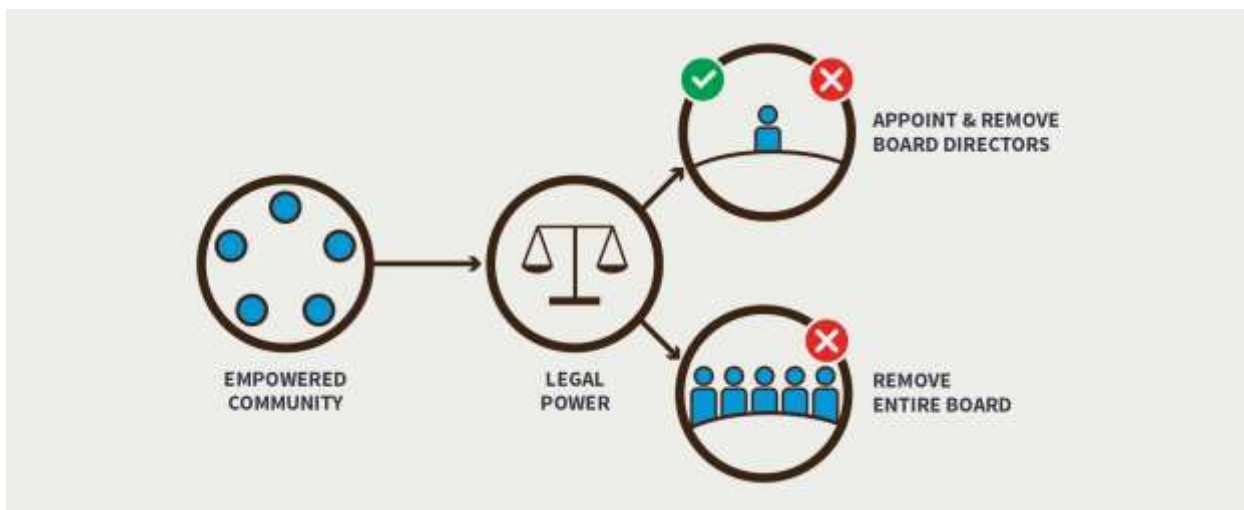 EMPOWERED
COMMUNITY
LEGAL
POWER
APPOINT & REMOVE
BOARD DIRECTORS
REMOVE
ENTIRE BOARD